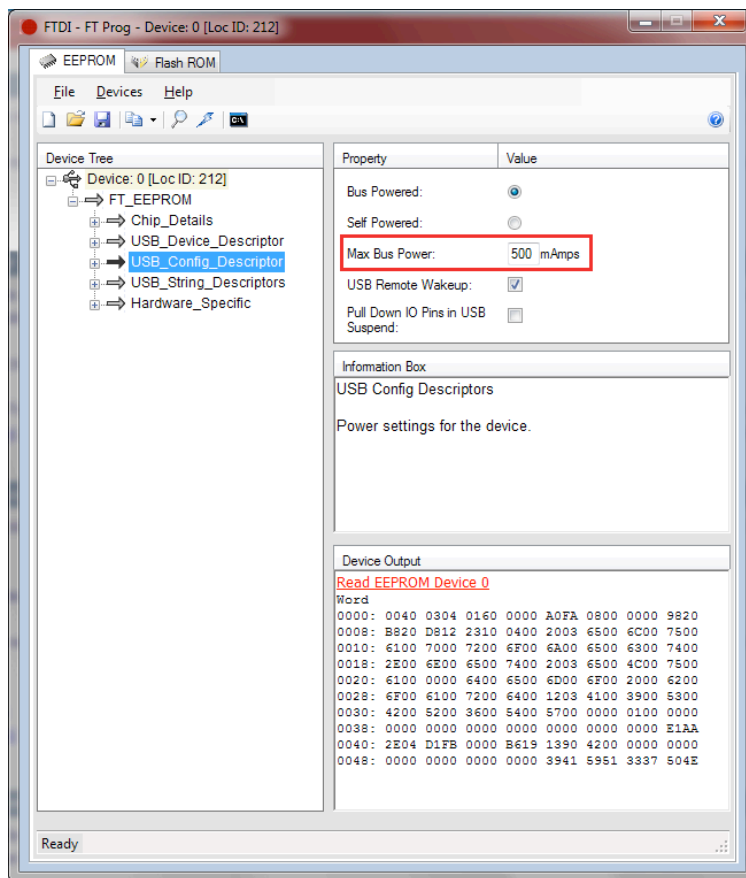 FTDI - FT Prog - Device: 0 [Loc ID: 212]
EEPROM Flash ROM
File Devices Help
Device Tree
Device: 0 [Loc ID: 212]
FT_EEPROM
Chip_Details
USB_Device_Descriptor
USB_Config_Descriptor
USB_String_Descriptors
Hardware_Specific
Property Value
Bus Powered:
Self Powered:
Max Bus Power: 500 mAmps
USB Remote Wakeup:
Pull Down IO Pins in USB
Suspend:
Information Box
USB Config Descriptors
Power settings for the device.
Device Output
Read EEPROM Device 0
Word
0000: 0040 0304 0160 0000 A0FA 0800 0000 9820
0008: B820 D812 2310 0400 2003 6500 6C00 7500
0010: 6100 7000 7200 6F00 6A00 6500 6300 7400
0018: 2E00 6E00 6500 7400 2003 6500 4C00 7500
0020: 6100 0000 6400 6500 6D00 6F00 2000 6200
0028: 6F00 6100 7200 6400 1203 4100 3900 5300
0030: 4200 5200 3600 5400 5700 0000 0100 0000
0038: 0000 0000 0000 0000 0000 0000 0000 E1AA
0040: 2E04 D1FB 0000 B619 1390 4200 0000 0000
0048: 0000 0000 0000 0000 3941 5951 3337 504E
Ready